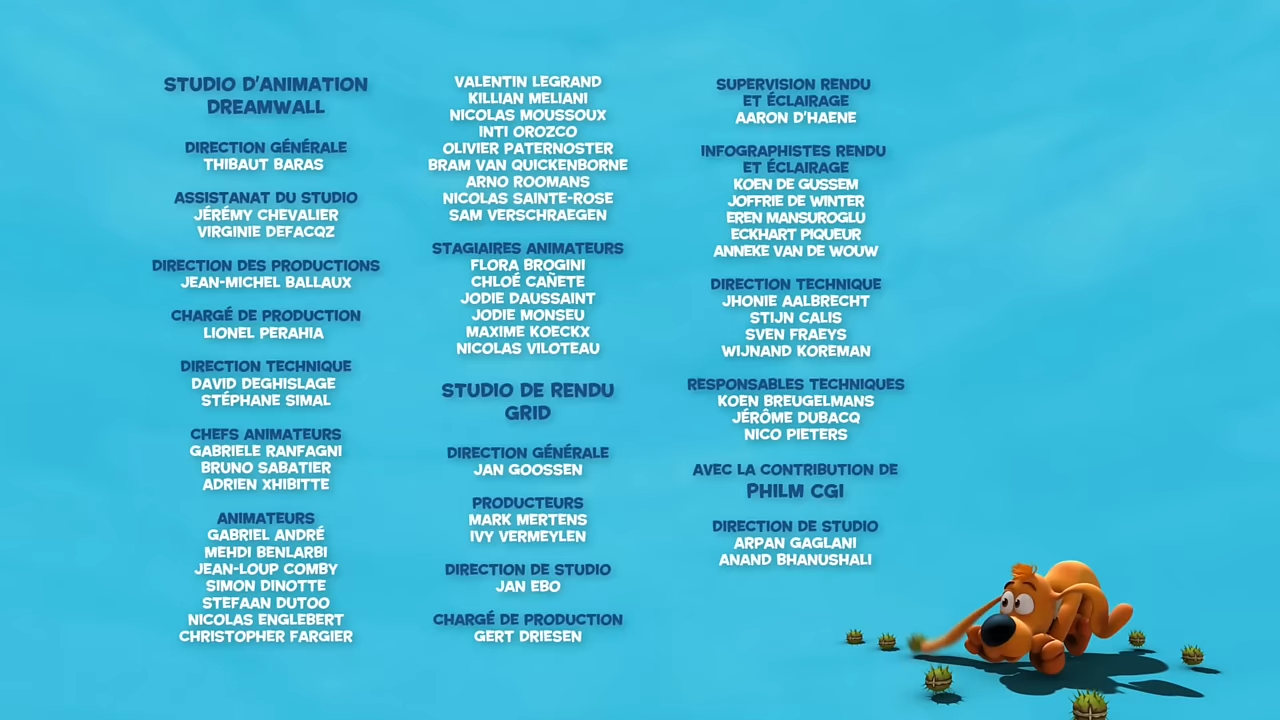 STUDIO D'ANIMATION
DREAMWALL
DIRECTION GÉNÉRALE
THIBAUT BARAS
ASSISTANAT DU STUDIO
JÉRÉMY CHEVALIER
VIRGINIE DEFACQZ
DIRECTION DES PRODUCTIONS
JEAN-MICHEL BALLAUX
CHARGÉ DE PRODUCTION
LIONEL PERAHIA
DIRECTION TECHNIQUE
DAVID DEGHISLAGE
STÉPHANE SIMAL
CHEFS ANIMATEURS
GABRIELE RANFAGNI
BRUNO SABATIER
ADRIEN XHIBITTE
ANIMATEURS
GABRIEL ANDRÉ
MEHDI BENLARBI
JEAN-LOUP COMBY
SIMON DINOTTE
STEFAAN DUTOO
NICOLAS ENGLEBERT
CHRISTOPHER FARGIER
VALENTIN LEGRAND
KILLIAN MELIANI
NICOLAS MOUSSOUX
INTI OROZCO
OLIVIER PATERNOSTER
BRAM VAN QUICKENBORNE
ARNO ROOMANS
NICOLAS SAINTE-ROSE
SAM VERSCHRAEGEN
STAGIAIRES ANIMATEURS
FLORA BROGINI
CHLOÉ CAÑETE
JODIE DAUSSAINT
JODIE MONSEU
MAXIME KOECKX
NICOLAS VILOTEAU
STUDIO DE RENDU
GRID
DIRECTION GÉNÉRALE
JAN GOOSSEN
PRODUCTEURS
MARK MERTENS
IVY VERMEYLEN
DIRECTION DE STUDIO
JAN EBO
CHARGÉ DE PRODUCTION
GERT DRIESEN
SUPERVISION RENDU
ET ÉCLAIRAGE
AARON D'HAENE
INFOGRAPHISTES RENDU
ET ÉCLAIRAGE
KOEN DE GUSSEM
JOFFRIE DE WINTER
EREN MANSUROGLU
ECKHART PIQUEUR
ANNEKE VAN DE WOUW
DIRECTION TECHNIQUE
JHONIE AALBRECHT
STIJN CALIS
SVEN FRAEYS
WIJNAND KOREMAN
RESPONSABLES TECHNIQUES
KOEN BREUGELMANS
JÉRÔME DUBACQ
NICO PIETERS
AVEC LA CONTRIBUTION DE
PHILM CGI
DIRECTION DE STUDIO
ARPAN GAGLANI
ANAND BHANUSHALI